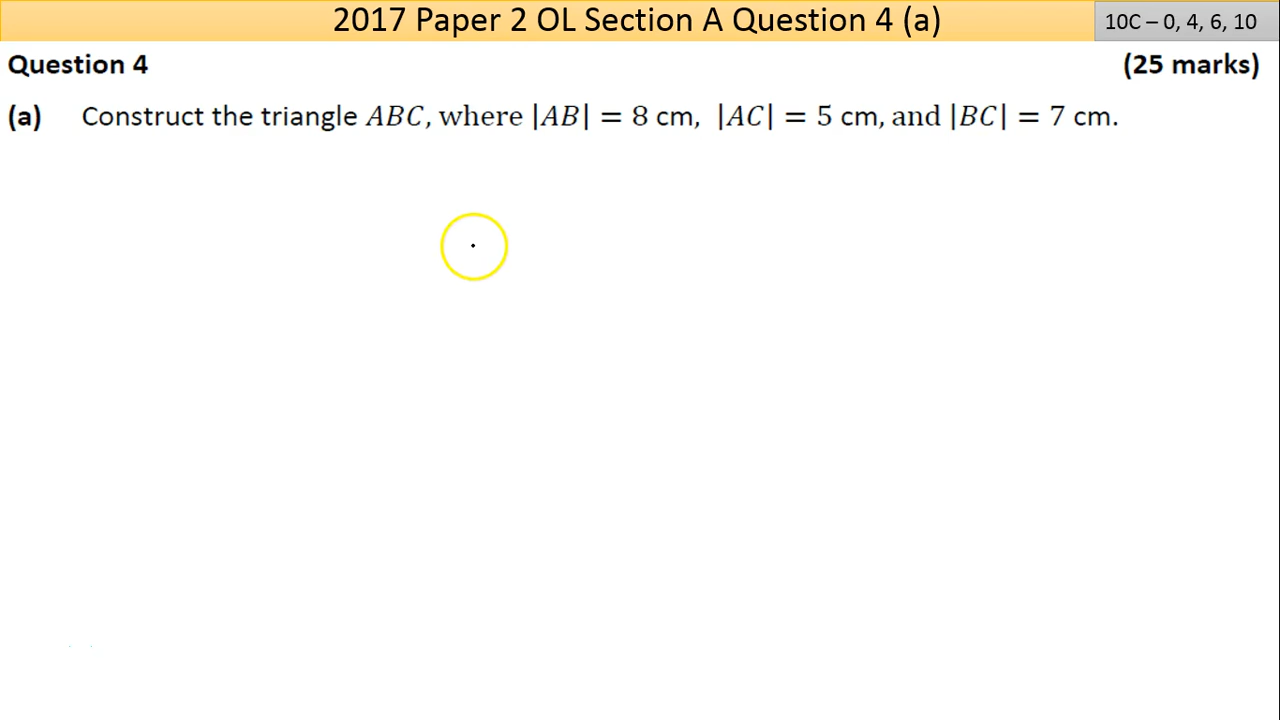 2017 Paper 2 OL Section A Question 4 (a)
10C – 0, 4, 6, 10
Question 4 (25 marks)
(a) Construct the triangle ABC, where |AB| = 8 cm, |AC| = 5 cm, and |BC| = 7 cm.